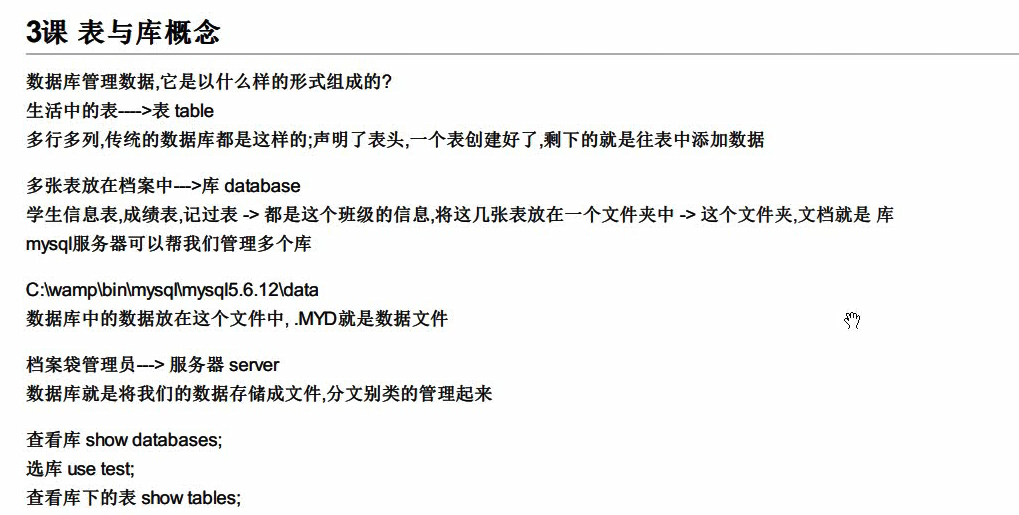 3课 表与库概念
数据库管理数据,它是以什么样的形式组成的?
生活中的表---->表 table
多行多列,传统的数据库都是这样的;声明了表头,一个表创建好了,剩下的就是往表中添加数据
多张表放在档案中--->库 database
学生信息表,成绩表,记过表 -> 都是这个班级的信息,将这几张表放在一个文件夹中 -> 这个文件夹,文档就是 库
mysql服务器可以帮我们管理多个库
C:\wamp\bin\mysql\mysql5.6.12\data
数据库中的数据放在这个文件中, .MYD就是数据文件
档案袋管理员---> 服务器 server
数据库就是将我们的数据存储成文件,分文别类的管理起来
查看库 show databases;
选库 use test;
查看库下的表 show tables;